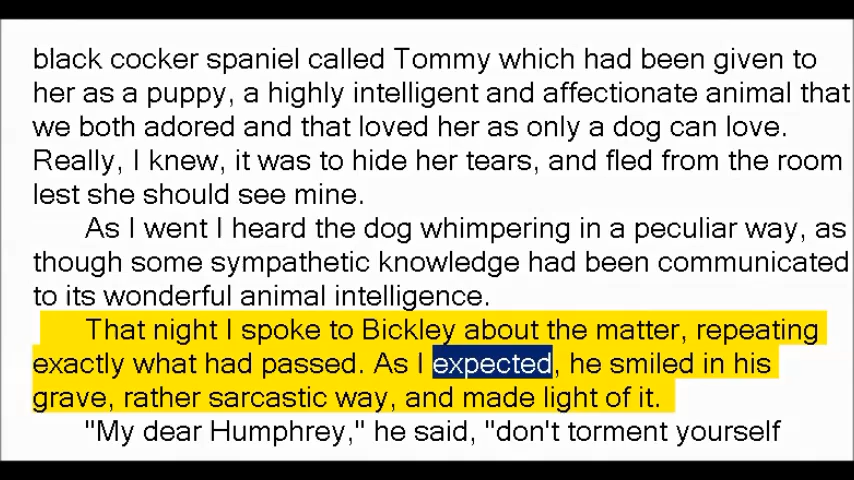 black cocker spaniel called Tommy which had been given to
her as a puppy, a highly intelligent and affectionate animal that
we both adored and that loved her as only a dog can love.
Really, I knew, it was to hide her tears, and fled from the room
lest she should see mine.
As I went I heard the dog whimpering in a peculiar way, as
though some sympathetic knowledge had been communicated
to its wonderful animal intelligence.
That night I spoke to Bickley about the matter, repeating
exactly what had passed. As I expected, he smiled in his
grave, rather sarcastic way, and made light of it.
"My dear Humphrey," he said, "don't torment yourself